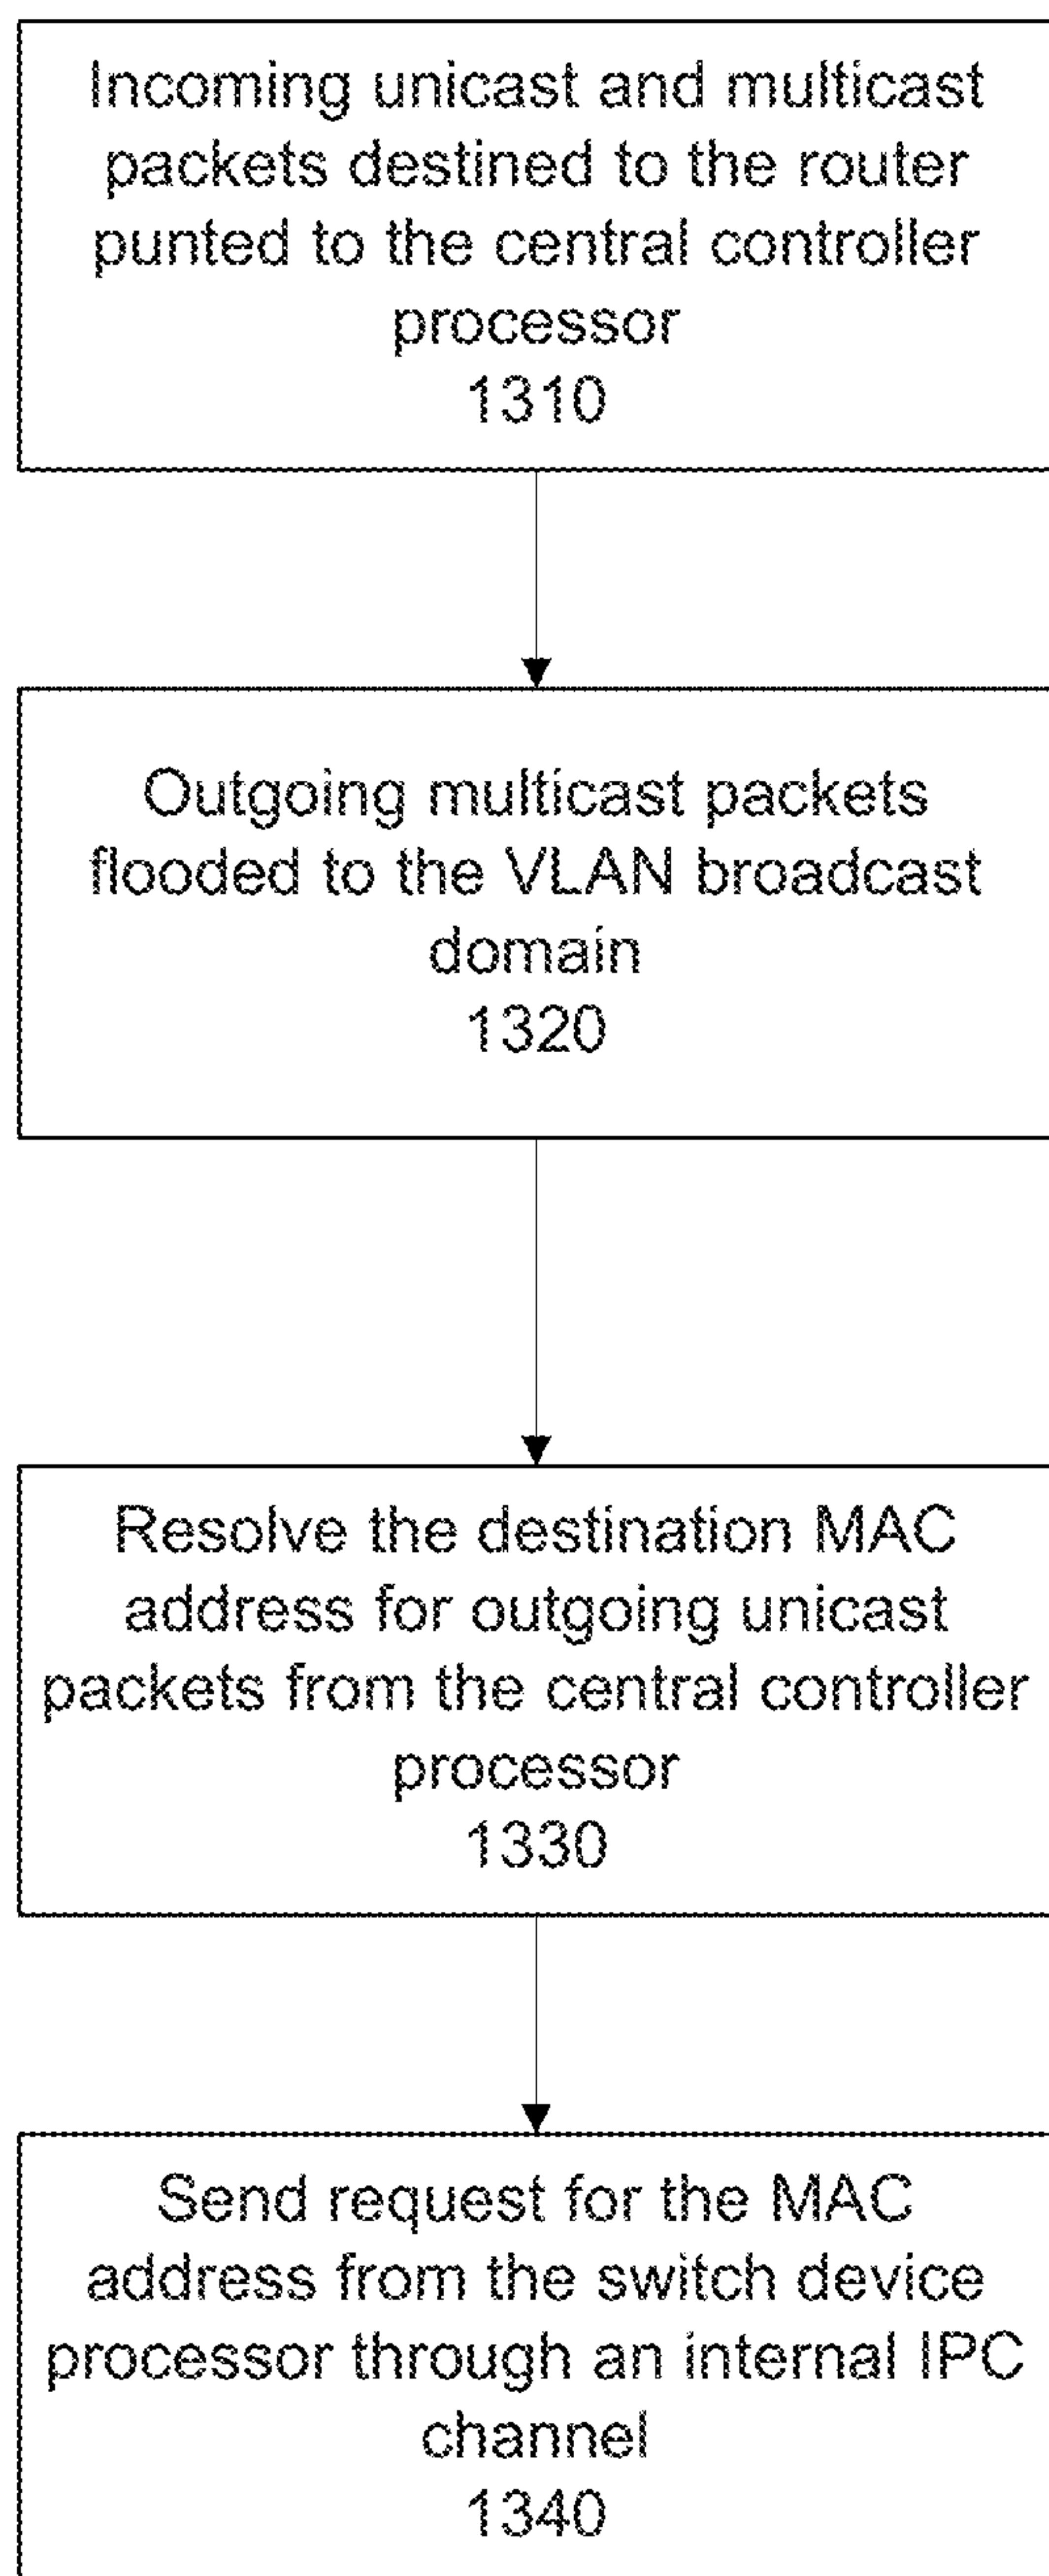 Incoming unicast and multicast
packets destined to the router
punted to the central controller
processor
1310
Outgoing multicast packets
flooded to the VLAN broadcast
domain
1320
Resolve the destination MAC
address for outgoing unicast
packets from the central controller
processor
1330
Send request for the MAC
address from the switch device
processor through an internal IPC
channel
1340